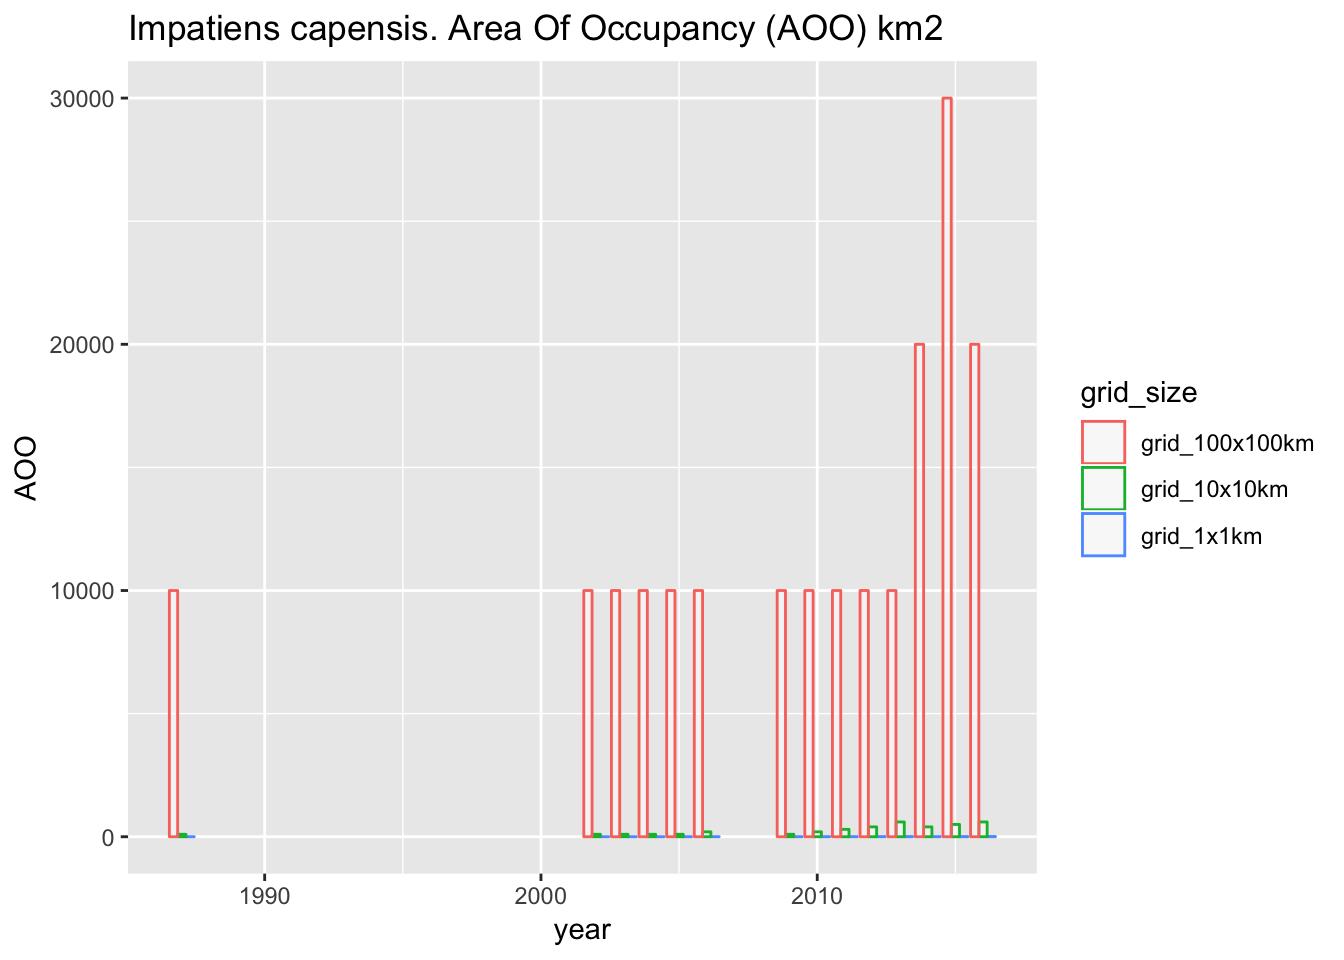 Impatiens capensis. Area Of Occupancy (AOO) km2
30000
20000
10000
0
AOO
1990
2000
2010
year
grid_size
grid_100x100km
grid_10x10km
grid_1x1km